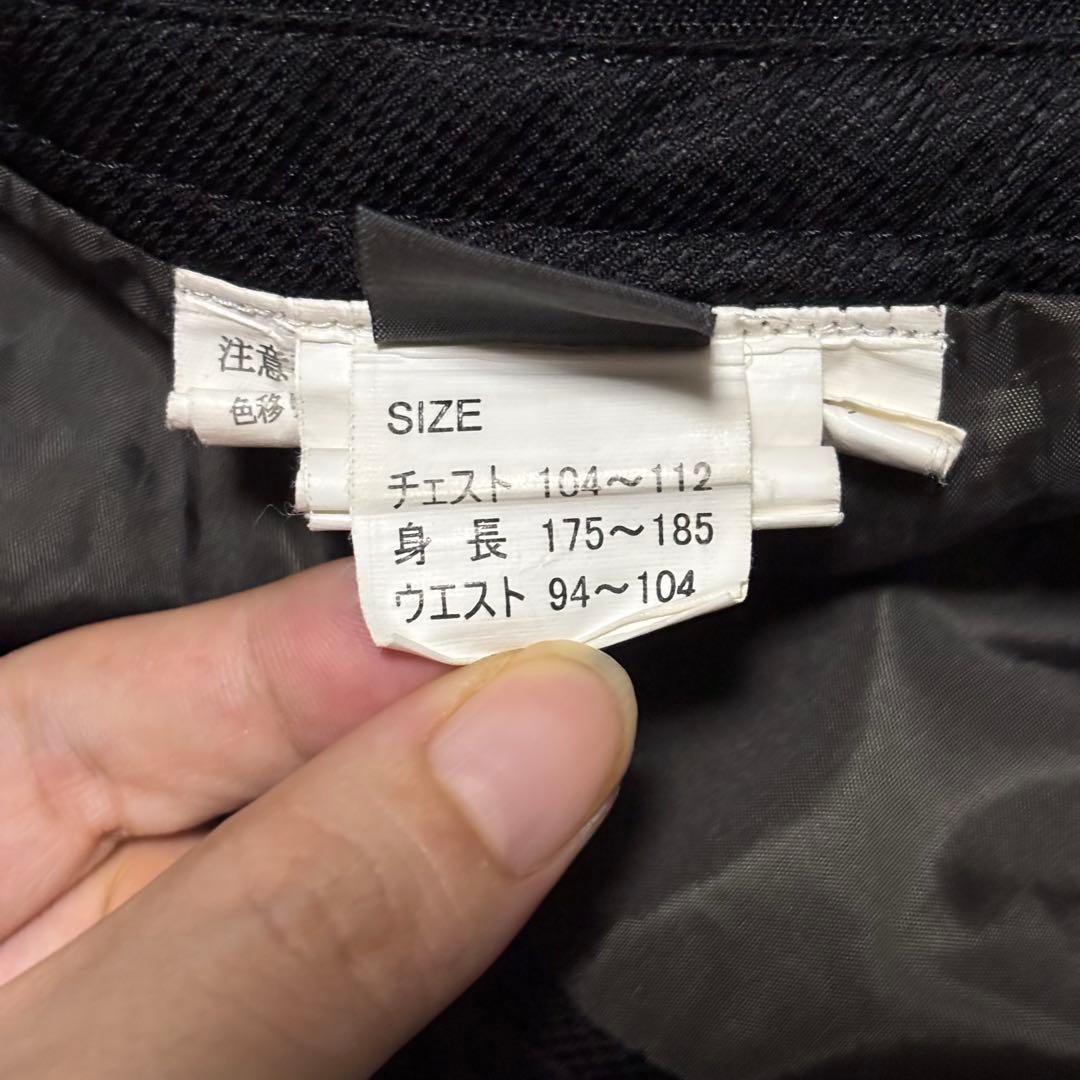 注意
色移
SIZE
チェスト 104～112
身 長 175～185
ウエスト 94～104